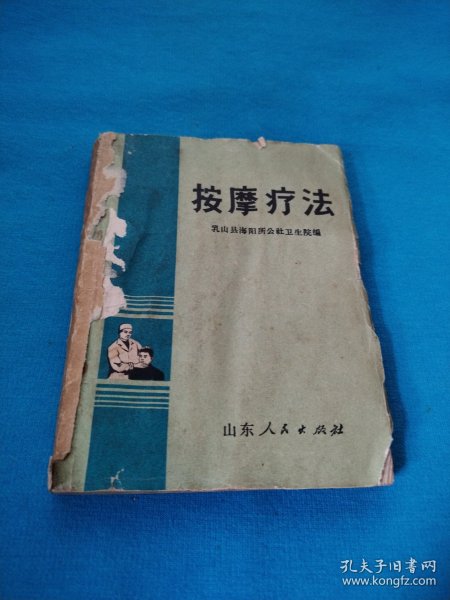 按摩疗法
乳山县海阳所公社卫生院编
山东人民出版社
孔夫子旧书网
www.kongfz.com